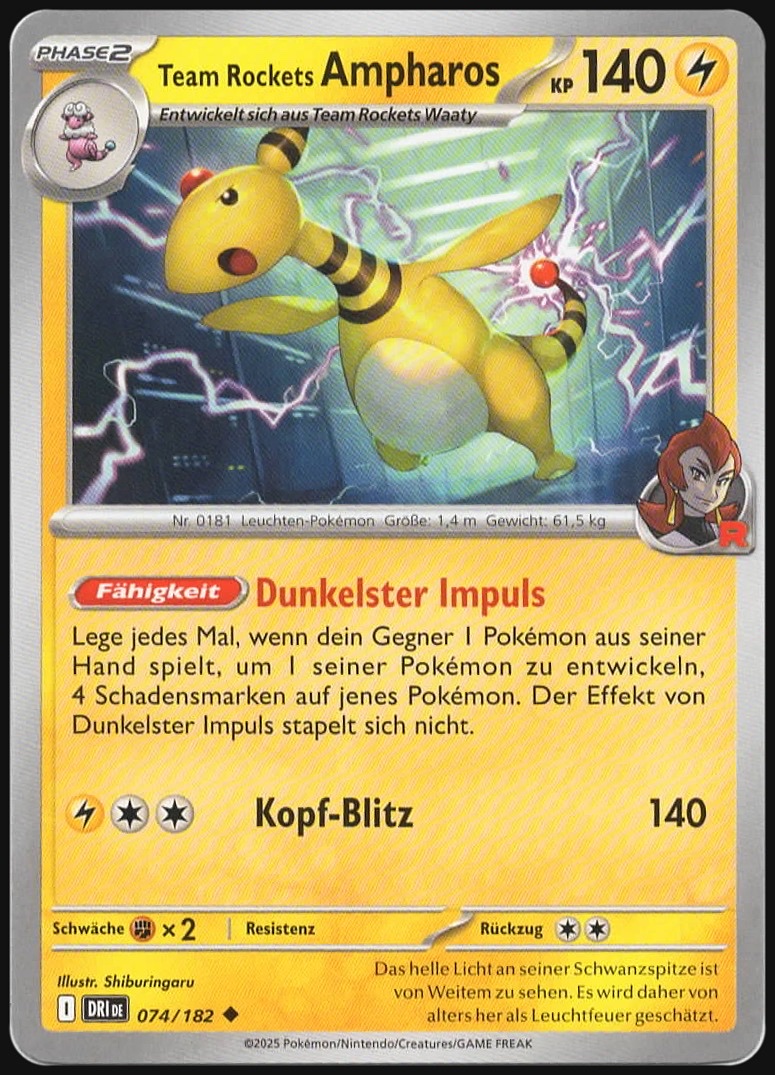 PHASE 2
Team Rockets Ampharos KP 140
Entwickelt sich aus Team Rockets Waaty
Nr. 0181 Leuchten-Pokémon Größe: 1,4 m Gewicht: 61,5 kg
R
Fähigkeit Dunkelster Impuls
Lege jedes Mal, wenn dein Gegner 1 Pokémon aus seiner
Hand spielt, um 1 seiner Pokémon zu entwickeln,
4 Schadensmarken auf jenes Pokémon. Der Effekt von
Dunkelster Impuls stapelt sich nicht.
Kopf-Blitz 140
Schwäche ×2 Resistenz Rückzug
Illustr. Shiburingaru
I DRI DE 074/182
Das helle Licht an seiner Schwanzspitze ist
von Weitem zu sehen. Es wird daher von
alters her als Leuchtfeuer geschätzt.
©2025 Pokémon/Nintendo/Creatures/GAME FREAK